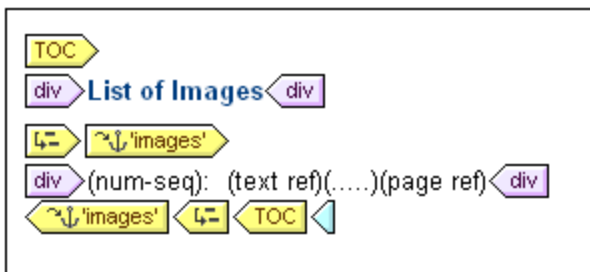 TOC
div List of Images div
'images'
div (num-seq): (text ref)(.....)(page ref) div
'images' TOC